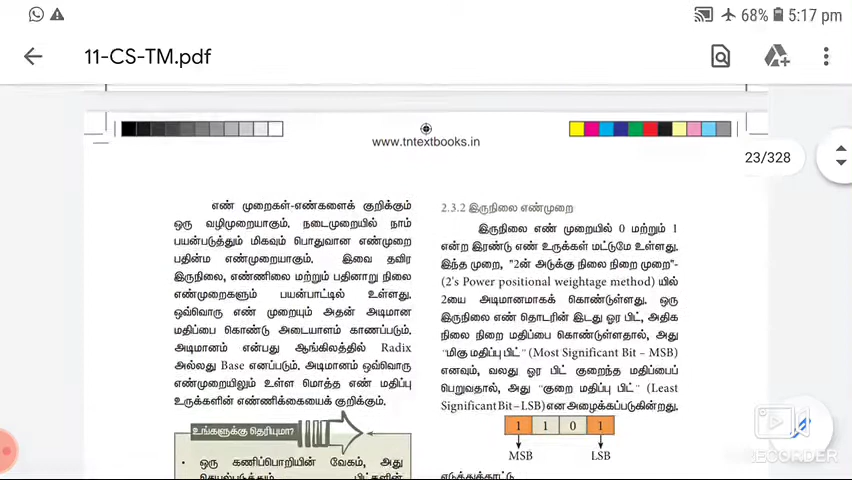 68% 5:17 pm
11-CS-TM.pdf
www.tntextbooks.in
23/328
எண் முறைகள்-எண்களைக் குறிக்கும்
ஒரு வழிமுறையாகும். நடைமுறையில் நாம்
பயன்படுத்தும் மிகவும் பொதுவான எண்முறை
பதின்ம எண்முறையாகும். இவை தவிர
இருநிலை, எண்ணிலை மற்றும் பதினாறு நிலை
எண்முறைகளும் பயன்பாட்டில் உள்ளது.
ஒவ்வொரு எண் முறையும் அதன் அடிமான
மதிப்பை கொண்டு அடையாளம் காணப்படும்.
அடிமானம் என்பது ஆங்கிலத்தில் Radix
அல்லது Base எனப்படும். அடிமானம் ஒவ்வொரு
எண்முறையிலும் உள்ள மொத்த எண் மதிப்பு
உருக்களின் எண்ணிக்கையைக் குறிக்கும்.
உங்களுக்கு தெரியுமா?
• ஒரு கணிப்பொறியின் வேகம், அது
2.3.2 இருநிலை எண்முறை
இருநிலை எண் முறையில் 0 மற்றும் 1
என்ற இரண்டு எண் உருக்கள் மட்டுமே உள்ளது.
இந்த முறை, "2ன் அடுக்கு நிலை நிறை முறை"-
(2's Power positional weightage method) யில்
2யை அடிமானமாகக் கொண்டுள்ளது. ஒரு
இருநிலை எண் தொடரின் இடது ஓர பிட், அதிக
நிலை நிறை மதிப்பை கொண்டுள்ளதால், அது
"மிகு மதிப்பு பிட்" (Most Significant Bit – MSB)
எனவும், வலது ஓர பிட் குறைந்த மதிப்பைப்
பெறுவதால், அது "குறை மதிப்பு பிட்" (Least
Significant Bit – LSB) என அழைக்கப்படுகின்றது.
1 1 0 1
MSB LSB
எடுத்துக்காட்டு
RECORDER